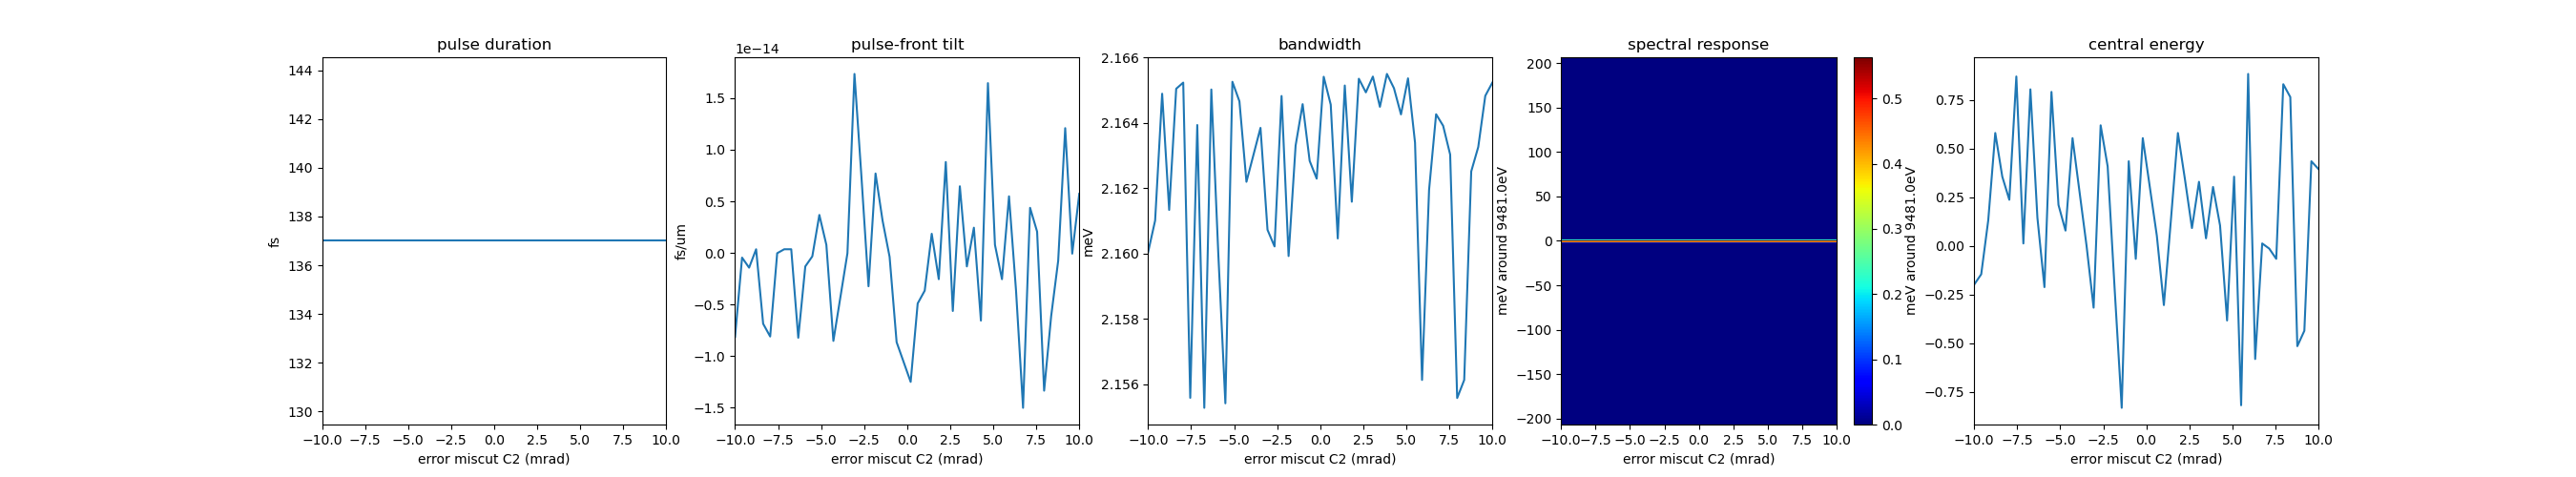 pulse duration
144
142
140
138
136
134
132
130
fs
−10.0 −7.5 −5.0 −2.5 0.0 2.5 5.0 7.5 10.0
error miscut C2 (mrad)
pulse-front tilt
1e−14
1.5
1.0
0.5
0.0
−0.5
−1.0
−1.5
fs/um
−10.0 −7.5 −5.0 −2.5 0.0 2.5 5.0 7.5 10.0
error miscut C2 (mrad)
bandwidth
2.166
2.164
2.162
2.160
2.158
2.156
meV
−10.0 −7.5 −5.0 −2.5 0.0 2.5 5.0 7.5 10.0
error miscut C2 (mrad)
spectral response
200
150
100
50
0
−50
−100
−150
−200
meV around 9481.0eV
−10.0 −7.5 −5.0 −2.5 0.0 2.5 5.0 7.5 10.0
error miscut C2 (mrad)
0.5
0.4
0.3
0.2
0.1
0.0
central energy
0.75
0.50
0.25
0.00
−0.25
−0.50
−0.75
meV around 9481.0eV
−10.0 −7.5 −5.0 −2.5 0.0 2.5 5.0 7.5 10.0
error miscut C2 (mrad)